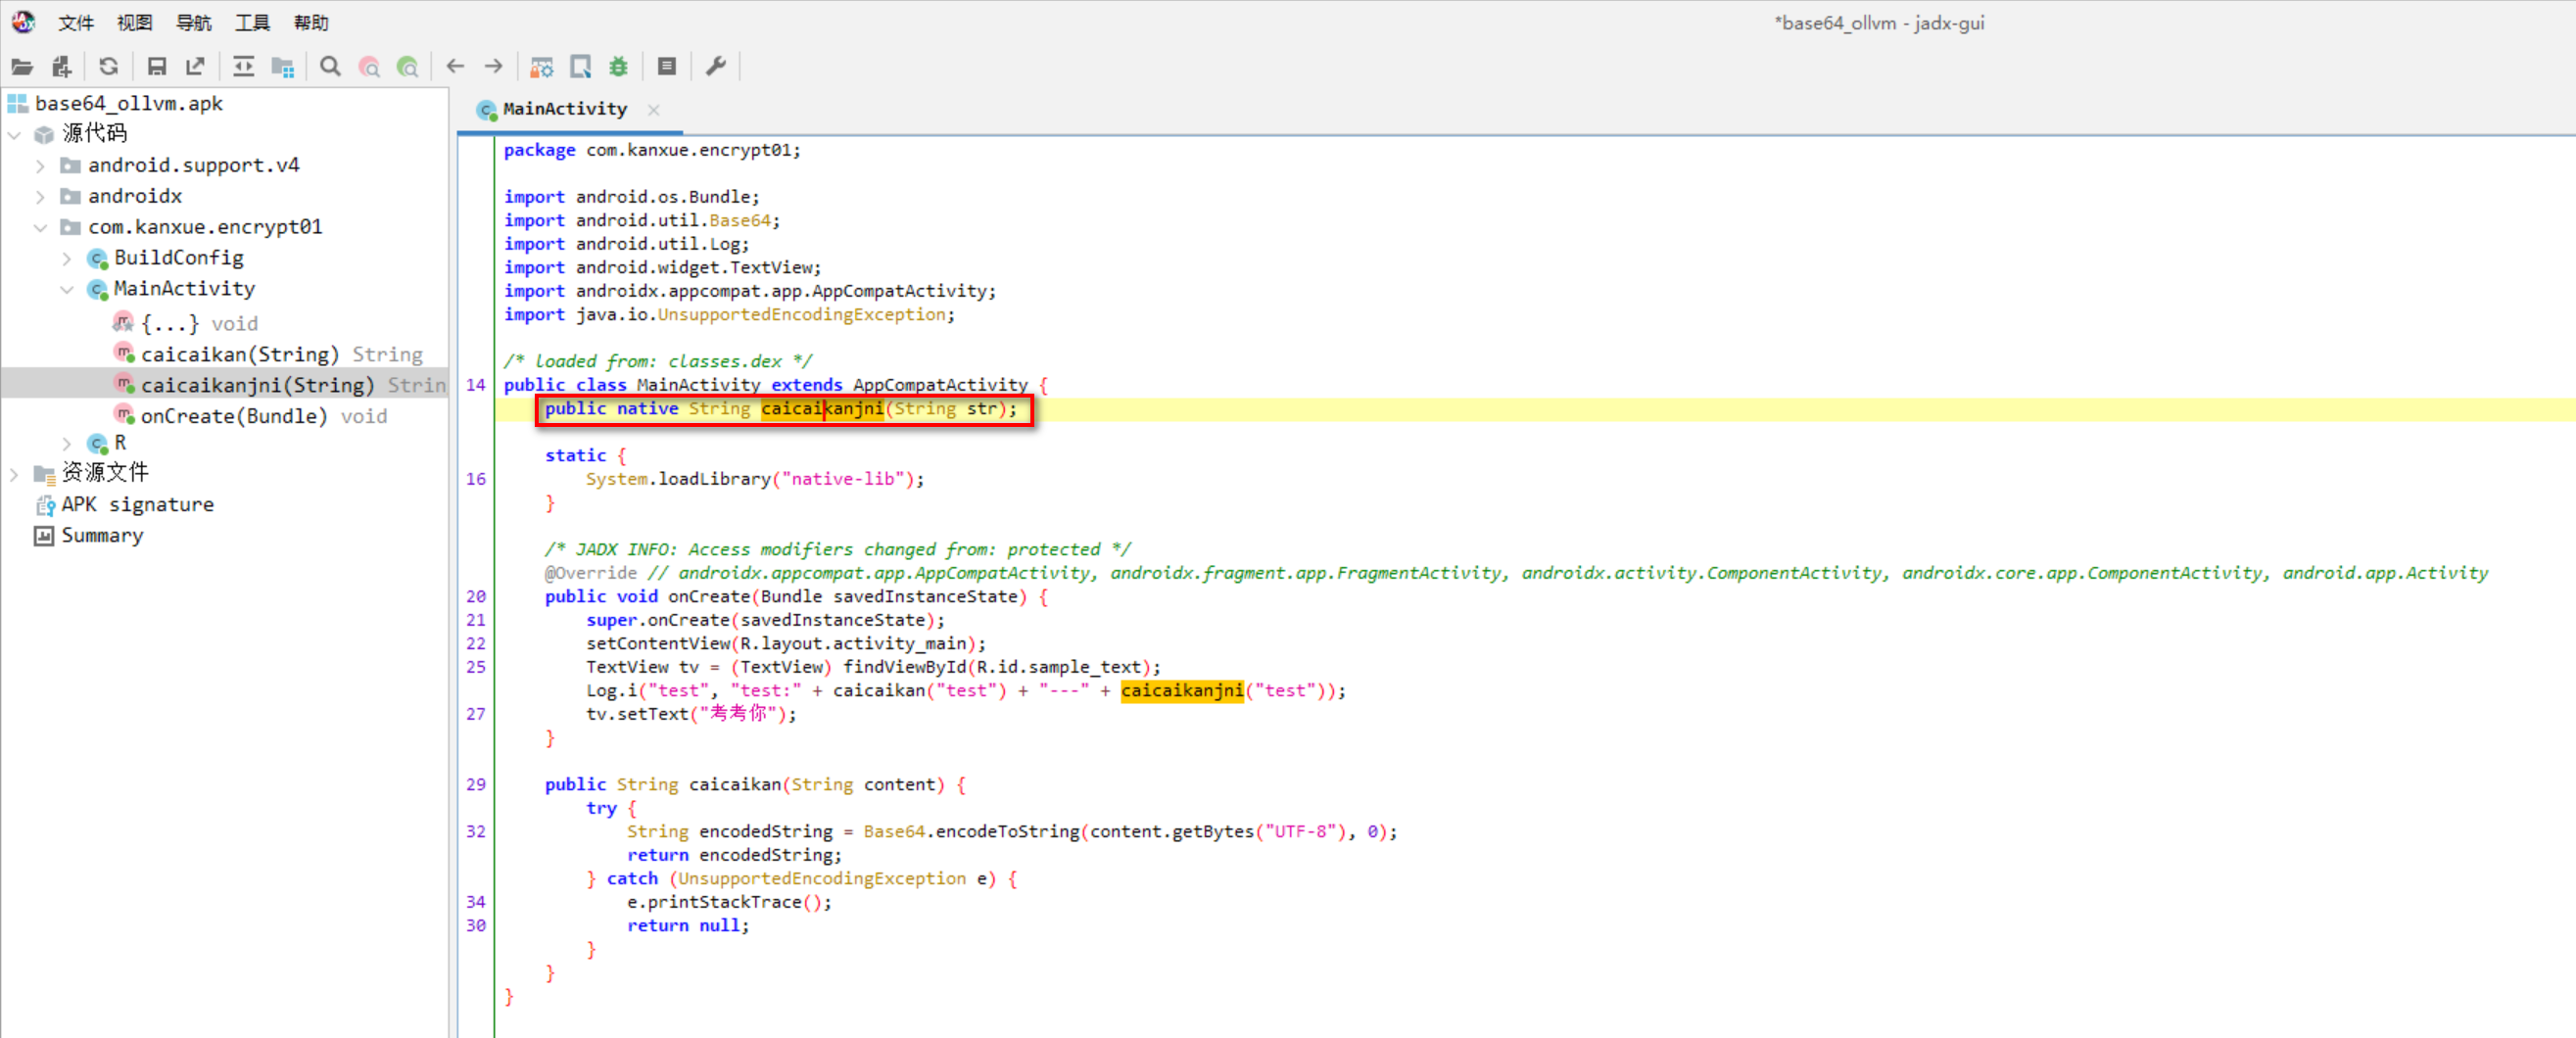 文件 视图 导航 工具 帮助
*base64_ollvm - jadx-gui
base64_ollvm.apk
源代码
android.support.v4
androidx
com.kanxue.encrypt01
BuildConfig
MainActivity
{...} void
caicaikan(String) String
caicaikanjni(String) Strin
onCreate(Bundle) void
R
资源文件
APK signature
Summary
MainActivity
package com.kanxue.encrypt01;
import android.os.Bundle;
import android.util.Base64;
import android.util.Log;
import android.widget.TextView;
import androidx.appcompat.app.AppCompatActivity;
import java.io.UnsupportedEncodingException;
/* loaded from: classes.dex */
14 public class MainActivity extends AppCompatActivity {
public native String caicaikanjni(String str);
static {
16 System.loadLibrary("native-lib");
}
/* JADX INFO: Access modifiers changed from: protected */
@Override // androidx.appcompat.app.AppCompatActivity, androidx.fragment.app.FragmentActivity, androidx.activity.ComponentActivity, androidx.core.app.ComponentActivity, android.app.Activity
20 public void onCreate(Bundle savedInstanceState) {
21 super.onCreate(savedInstanceState);
22 setContentView(R.layout.activity_main);
25 TextView tv = (TextView) findViewById(R.id.sample_text);
Log.i("test", "test:" + caicaikan("test") + "---" + caicaikanjni("test"));
27 tv.setText("考考你");
}
29 public String caicaikan(String content) {
try {
32 String encodedString = Base64.encodeToString(content.getBytes("UTF-8"), 0);
return encodedString;
} catch (UnsupportedEncodingException e) {
34 e.printStackTrace();
30 return null;
}
}
}